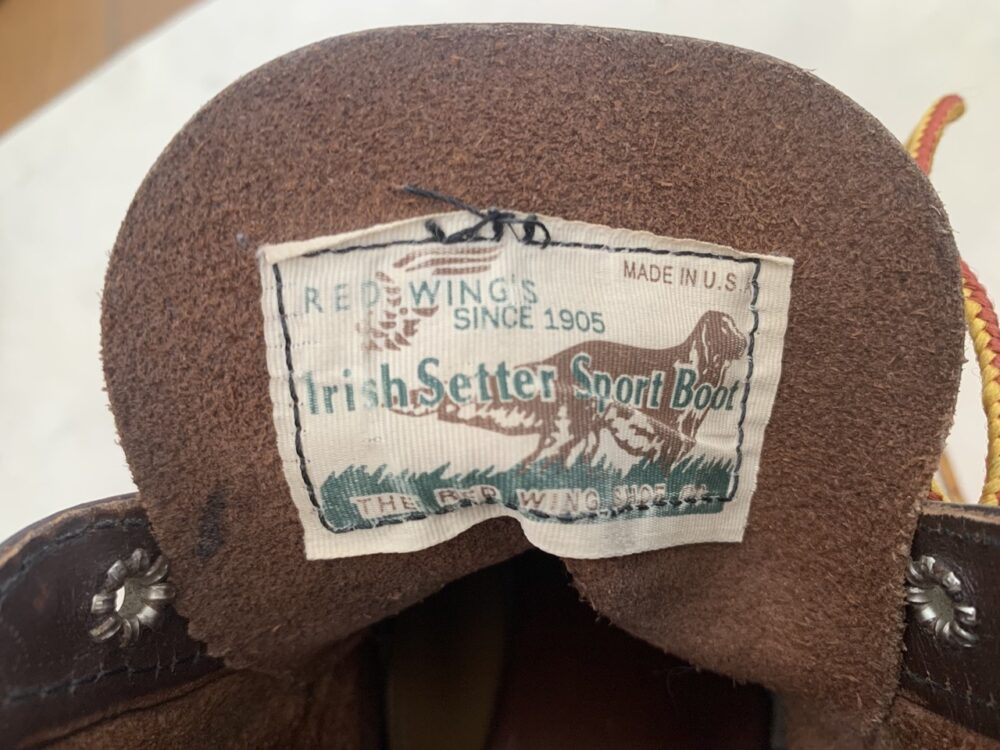 MADE IN U.S.A
RED WING'S
SINCE 1905
Irish Setter Sport Boot
THE RED WING SHOE Co.